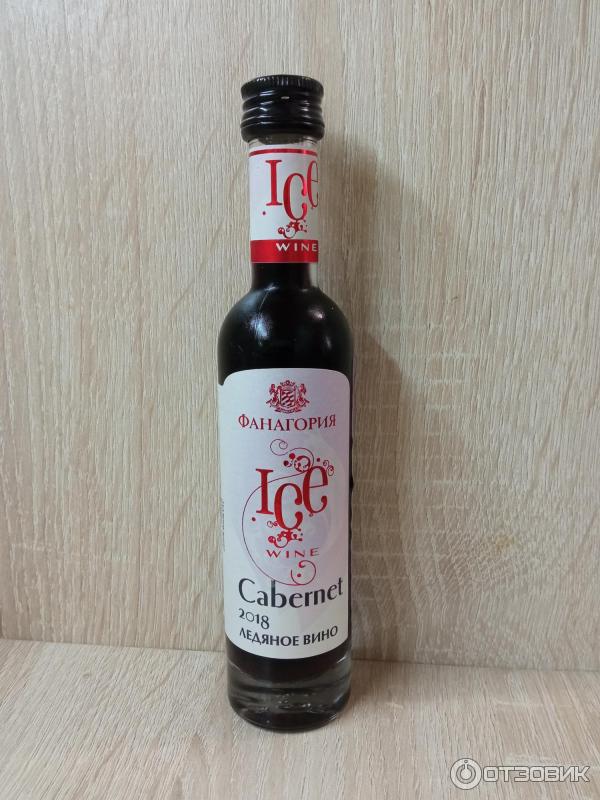 Ice
WINE
ФАНАГОРИЯ
Ice
WINE
Cabernet
2018
ЛЕДЯНОЕ ВИНО
ОТЗОВИК